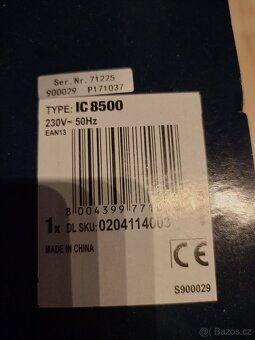 Ser. Nr. 71225
900029 P171037
TYPE: IC 8500
230V~ 50Hz
EAN13
1x DL SKU: 0204114003
MADE IN CHINA
CE
S900029
Bazoš.cz